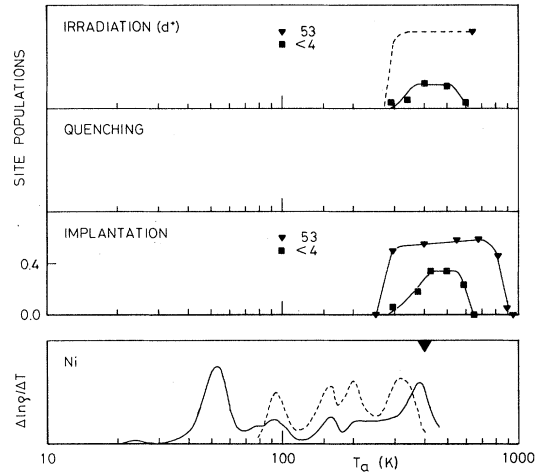 SITE POPULATIONS
IRRADIATION (d⁺)
53
<4
QUENCHING
IMPLANTATION
53
<4
0.4
0.0
Δlnρ/ΔT
Ni
10
100
1000
Tₐ (K)